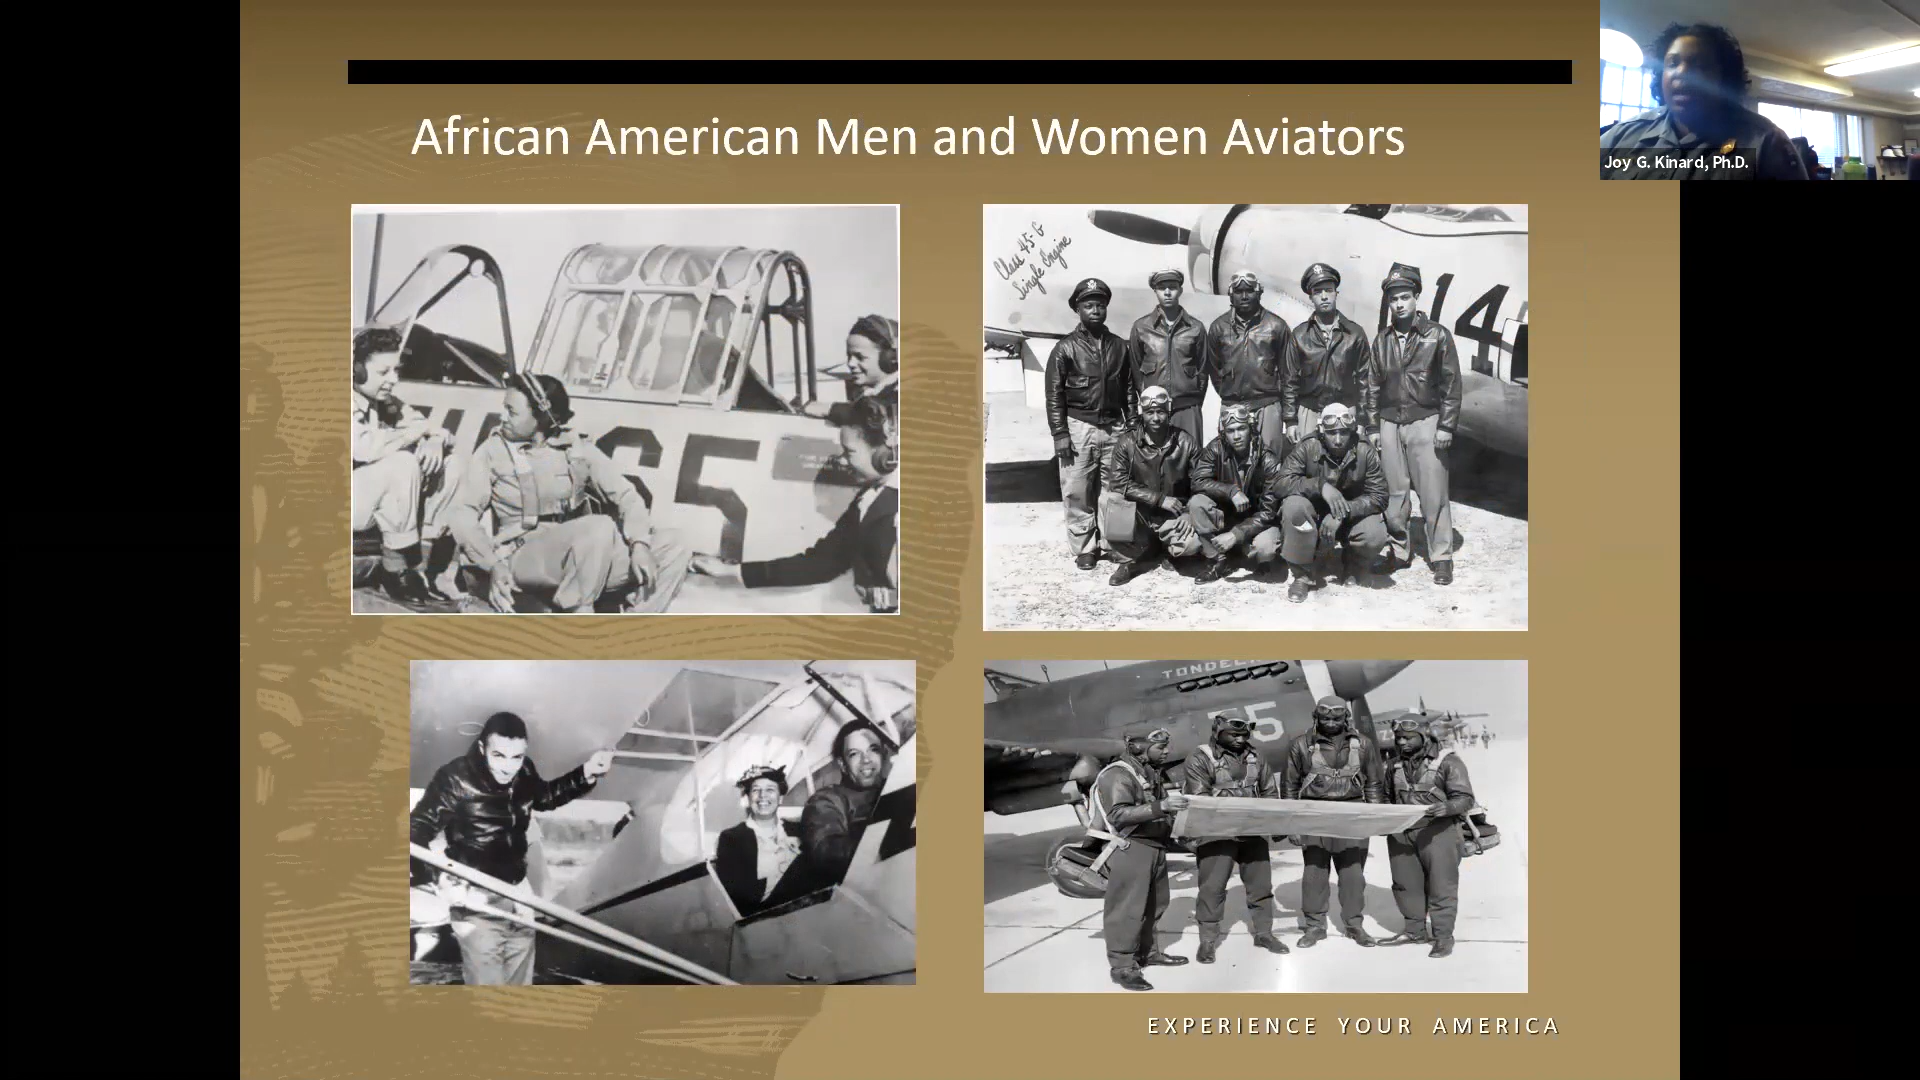 African American Men and Women Aviators
Joy G. Kinard, Ph.D.
Class 45-G
Single Engine
65
14
TONDEL
55
EXPERIENCE YOUR AMERICA